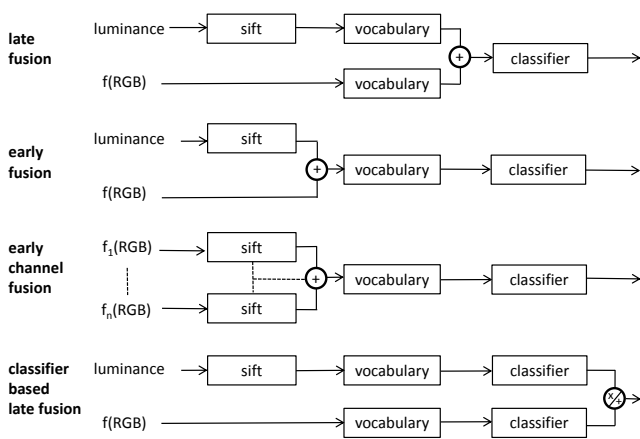 late fusion
luminance sift vocabulary
+ classifier
f(RGB) vocabulary
early fusion
luminance sift
+ vocabulary classifier
f(RGB)
early channel fusion
f1(RGB) sift
+ vocabulary classifier
fn(RGB) sift
classifier based late fusion
luminance sift vocabulary classifier
x/+
f(RGB) vocabulary classifier